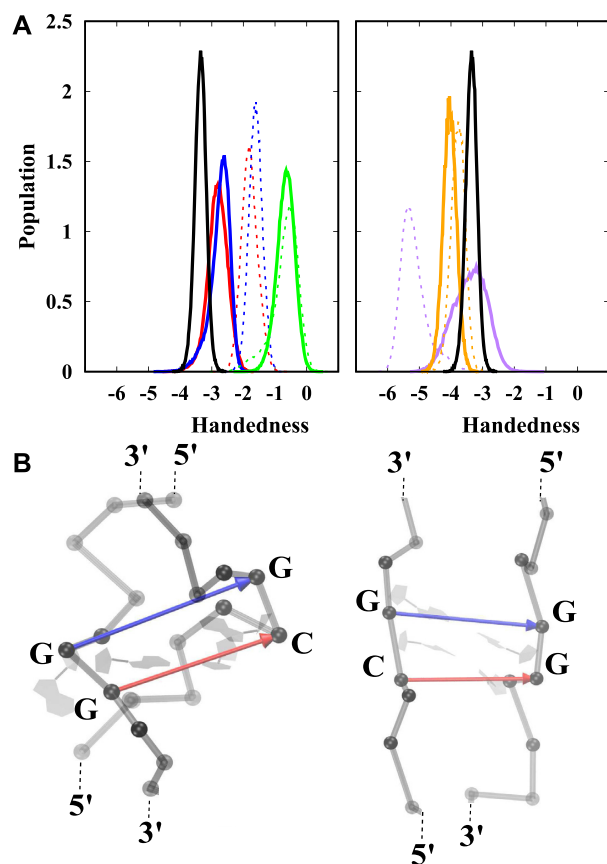 A
Population
2.5
2
1.5
1
0.5
0
-6 -5 -4 -3 -2 -1 0
Handedness
-6 -5 -4 -3 -2 -1 0
Handedness
B
3' 5'
G
G
C
G
5'
3'
3'
5'
G
G
C
G
5'
3'